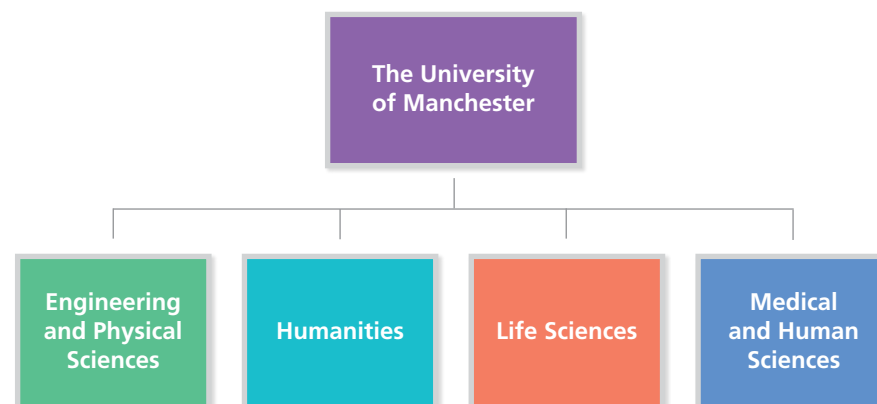 The University
of Manchester
Engineering
and Physical
Sciences
Humanities
Life Sciences
Medical
and Human
Sciences